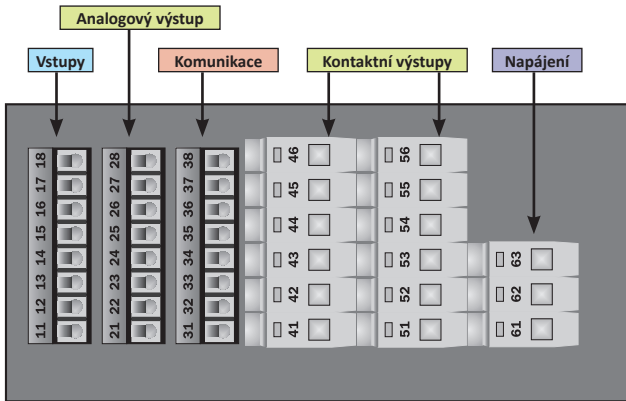 Analogový výstup
Vstupy
Komunikace
Kontaktní výstupy
Napájení
18 28 38 46 56
17 27 37 45 55
16 26 36 44 54
15 25 35
14 24 34 43 53 63
13 23 33 42 52 62
12 22 32
11 21 31 41 51 61